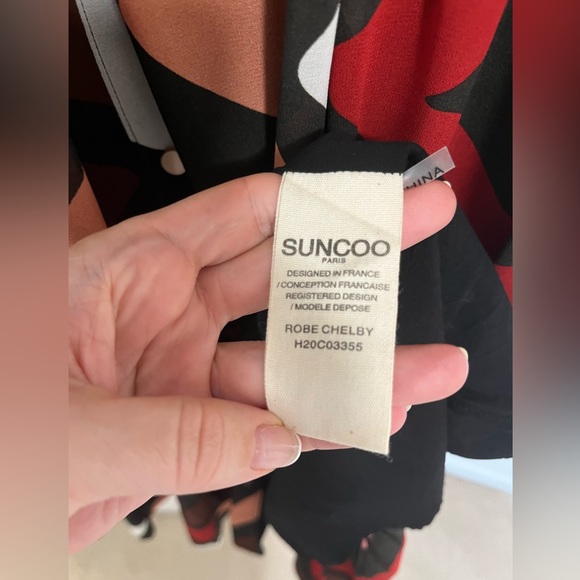 SUNCOO
PARIS
DESIGNED IN FRANCE
/ CONCEPTION FRANCAISE
REGISTERED DESIGN
/ MODELE DEPOSE
ROBE CHELBY
H20C03355